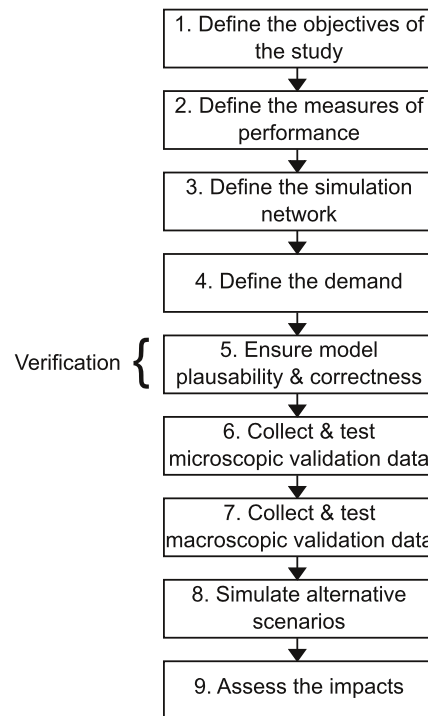 1. Define the objectives of
the study
2. Define the measures of
performance
3. Define the simulation
network
4. Define the demand
Verification {
5. Ensure model
plausability & correctness
6. Collect & test
microscopic validation data
7. Collect & test
macroscopic validation data
8. Simulate alternative
scenarios
9. Assess the impacts